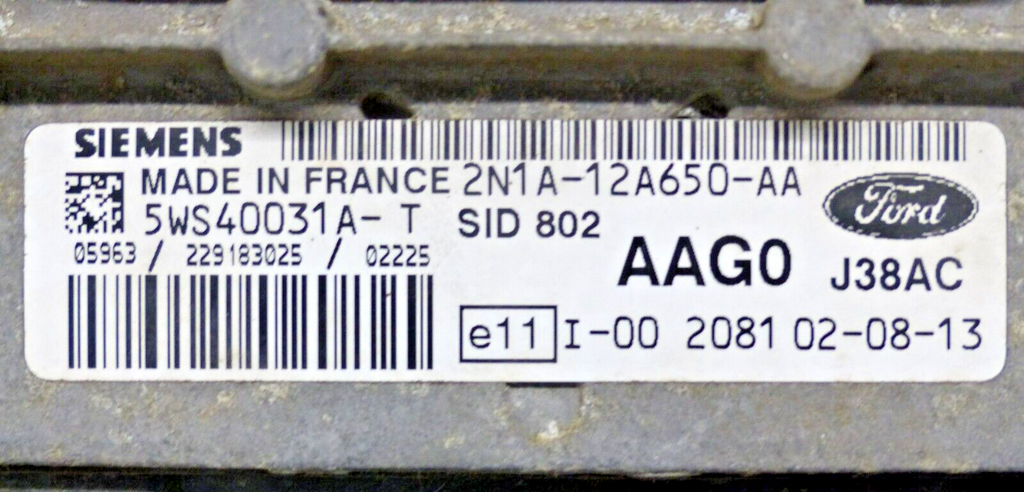 SIEMENS
MADE IN FRANCE 2N1A-12A650-AA
Ford
5WS40031A- T SID 802
05963 / 229183025 / 02225
AAG0 J38AC
e11 I-00 2081 02-08-13